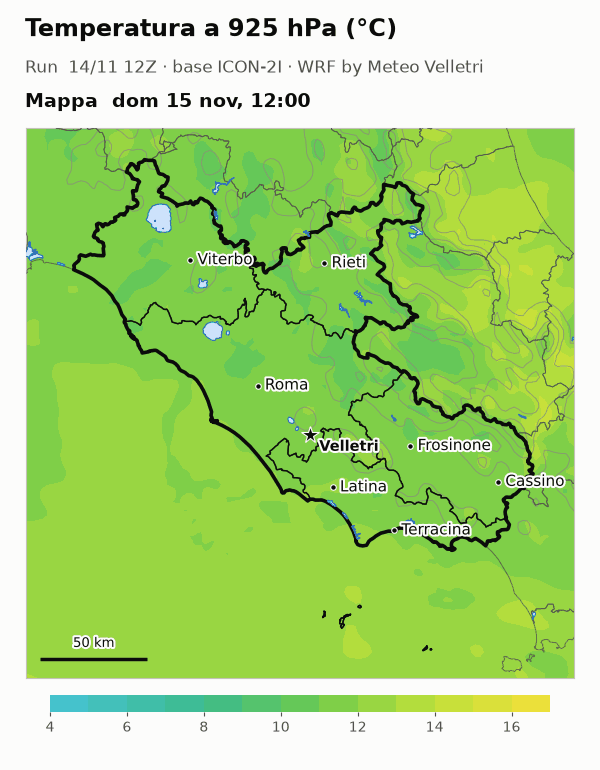 Temperatura a 925 hPa (°C)
Run  14/11 12Z · base ICON-2I · WRF by Meteo Velletri
Mappa  dom 15 nov, 12:00
Viterbo
Rieti
Roma
Velletri
Frosinone
Latina
Cassino
Terracina
50 km
4 6 8 10 12 14 16